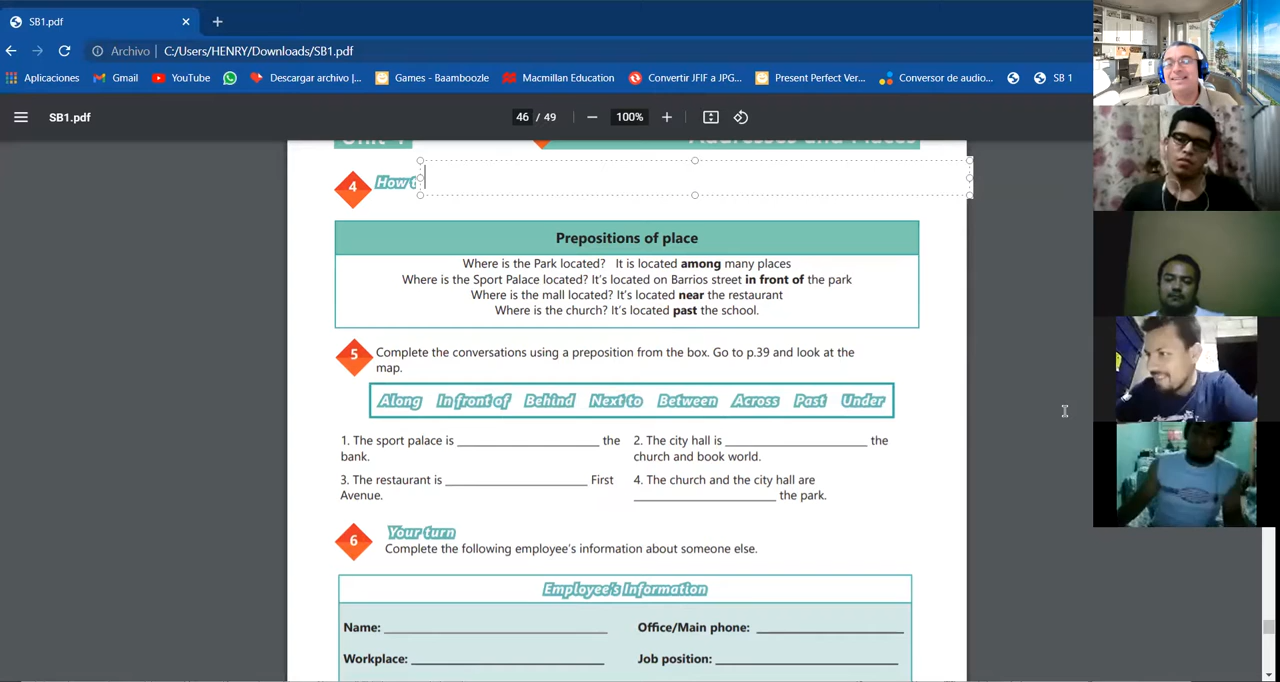 SB1.pdf
Archivo C:/Users/HENRY/Downloads/SB1.pdf
Aplicaciones Gmail YouTube Descargar archivo |... Games - Baamboozle Macmillan Education Convertir JFIF a JPG... Present Perfect Ver... Conversor de audio... SB 1
SB1.pdf 46 / 49 100%
Addresses and Places
4 How t
Prepositions of place
Where is the Park located? It is located among many places
Where is the Sport Palace located? It's located on Barrios street in front of the park
Where is the mall located? It's located near the restaurant
Where is the church? It's located past the school.
5 Complete the conversations using a preposition from the box. Go to p.39 and look at the
map.
Along In front of Behind Next to Between Across Past Under
1. The sport palace is ____________________ the
bank.
2. The city hall is ____________________ the
church and book world.
3. The restaurant is ____________________ First
Avenue.
4. The church and the city hall are
____________________ the park.
6 Your turn
Complete the following employee's information about someone else.
Employee's Information
Name: ____________________ Office/Main phone: ____________________
Workplace: ____________________ Job position: ____________________